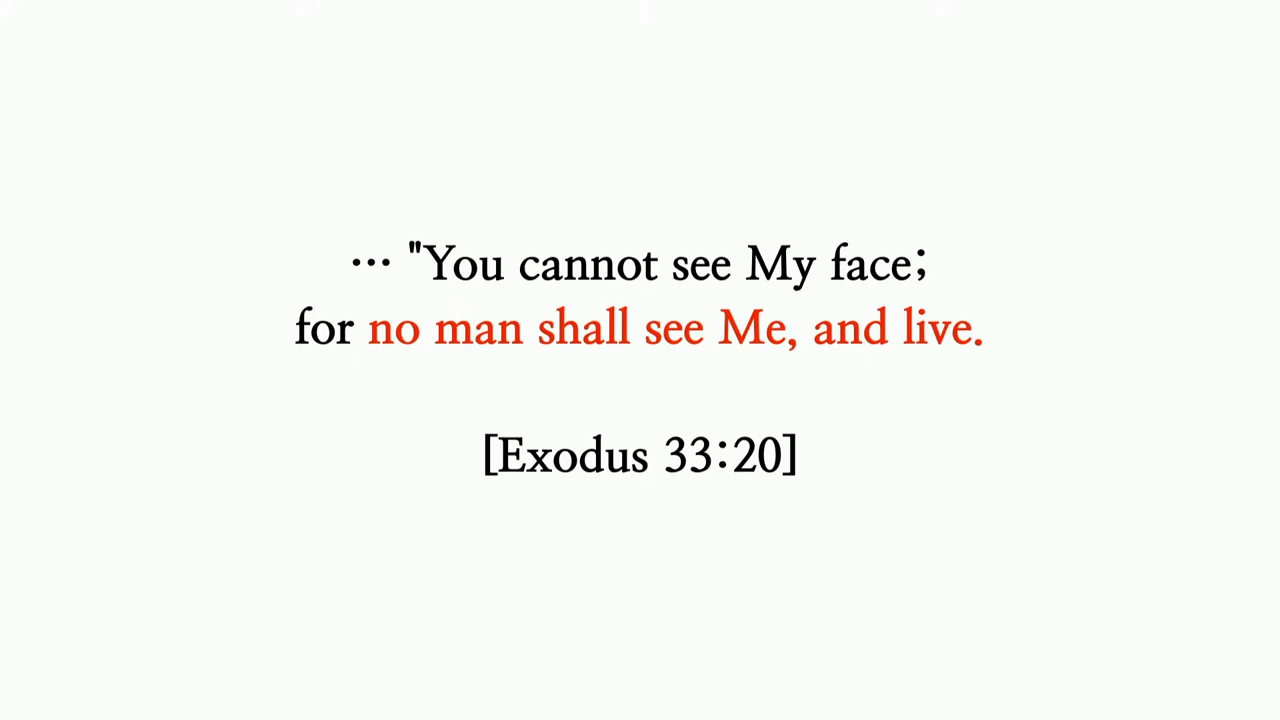 … "You cannot see My face;
for no man shall see Me, and live.
[Exodus 33:20]